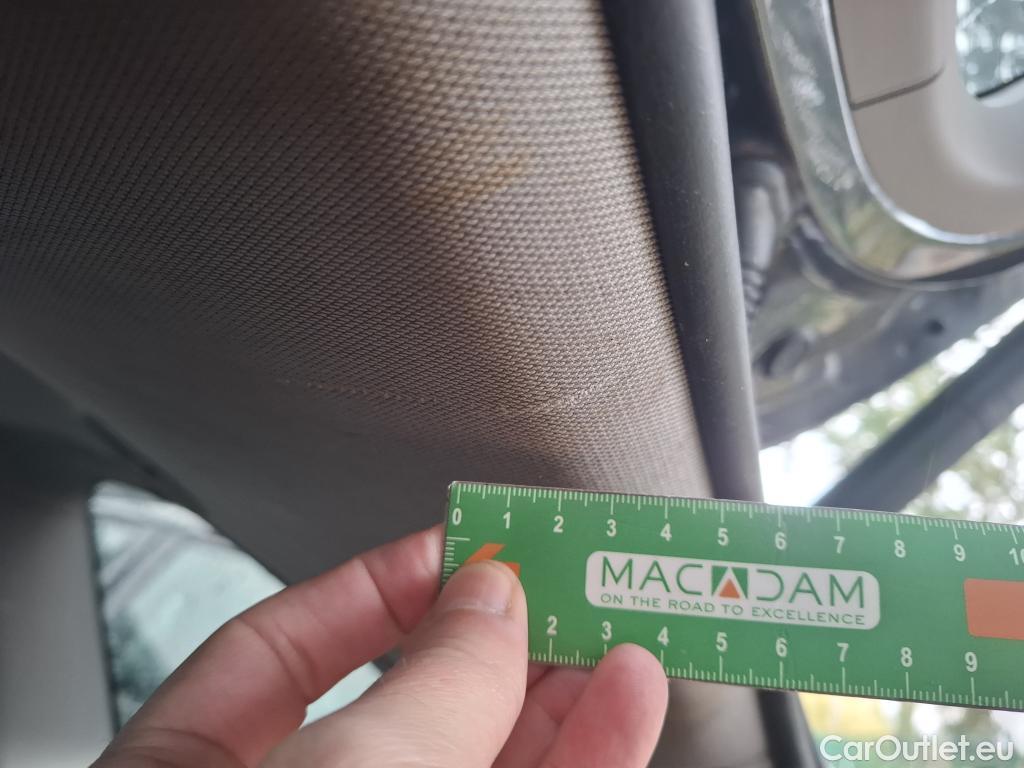 0 1 2 3 4 5 6 7 8 9 10
MACADAM
ON THE ROAD TO EXCELLENCE
2 3 4 5 6 7 8 9
CarOutlet.eu